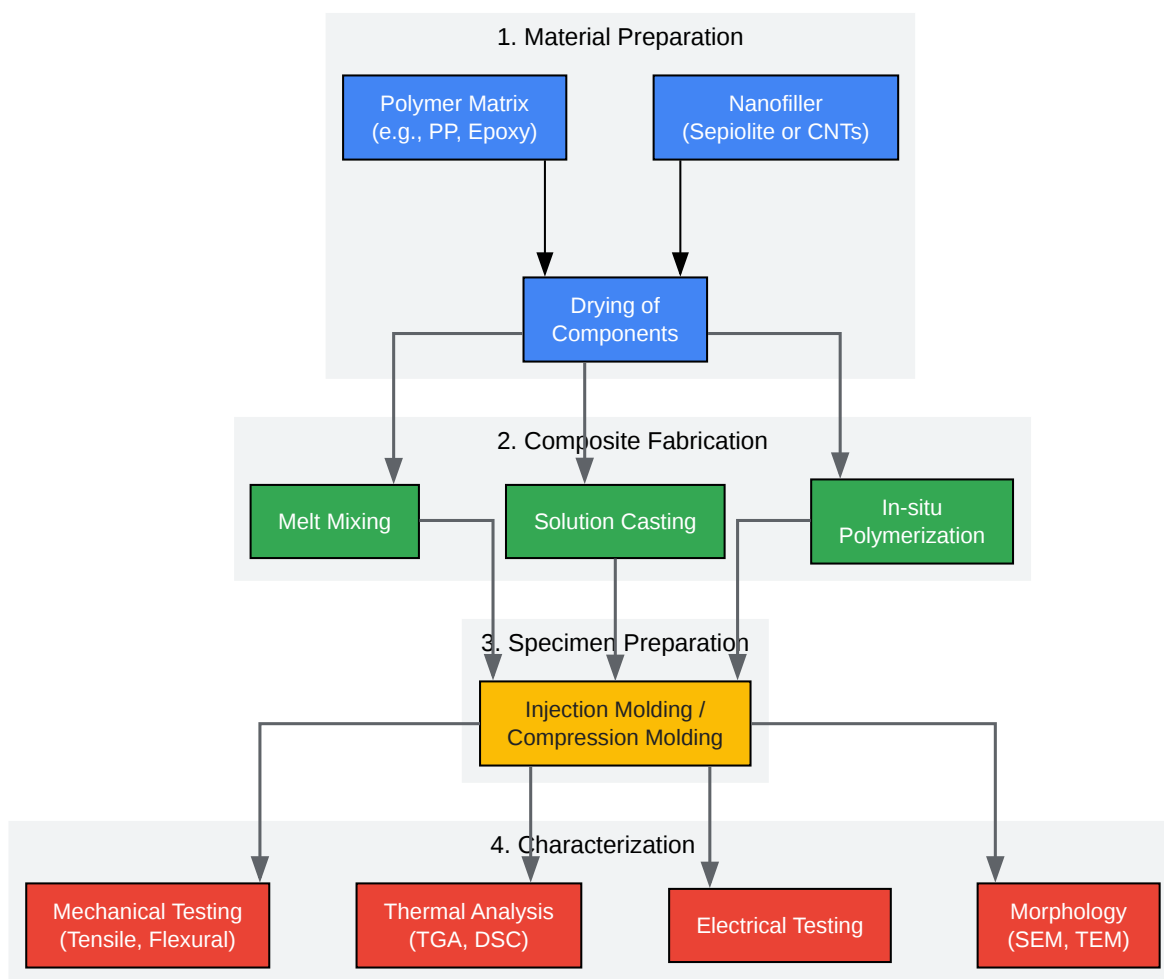 1. Material Preparation
Polymer Matrix
(e.g., PP, Epoxy)
Nanofiller
(Sepiolite or CNTs)
Drying of
Components
2. Composite Fabrication
Melt Mixing
Solution Casting
In-situ
Polymerization
3. Specimen Preparation
Injection Molding /
Compression Molding
4. Characterization
Mechanical Testing
(Tensile, Flexural)
Thermal Analysis
(TGA, DSC)
Electrical Testing
Morphology
(SEM, TEM)